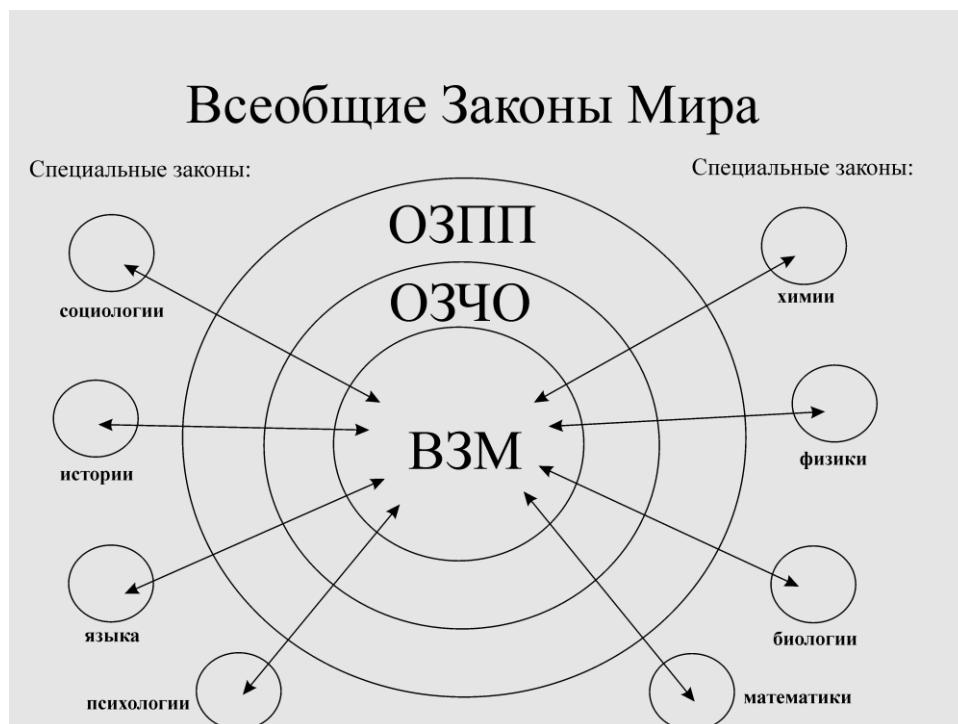 Всеобщие Законы Мира
Специальные законы:
Специальные законы:
ОЗПП
ОЗЧО
ВЗМ
социологии
химии
истории
физики
языка
биологии
психологии
математики